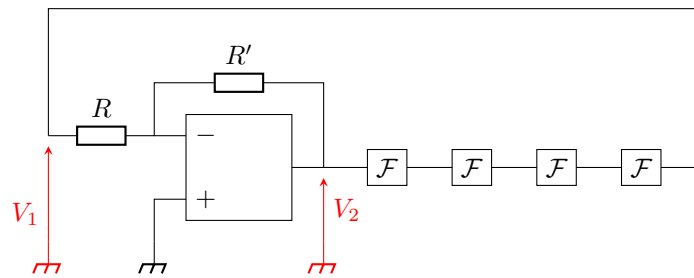 R'
R
−
+
V₁
V₂
ℱ ℱ ℱ ℱ